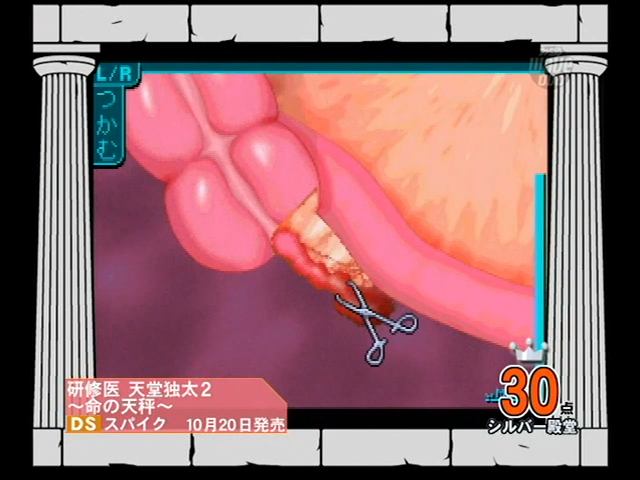 L/R
つかむ
研修医 天堂独太2
～命の天秤～
DS スパイク 10月20日発売
30点
シルバー殿堂